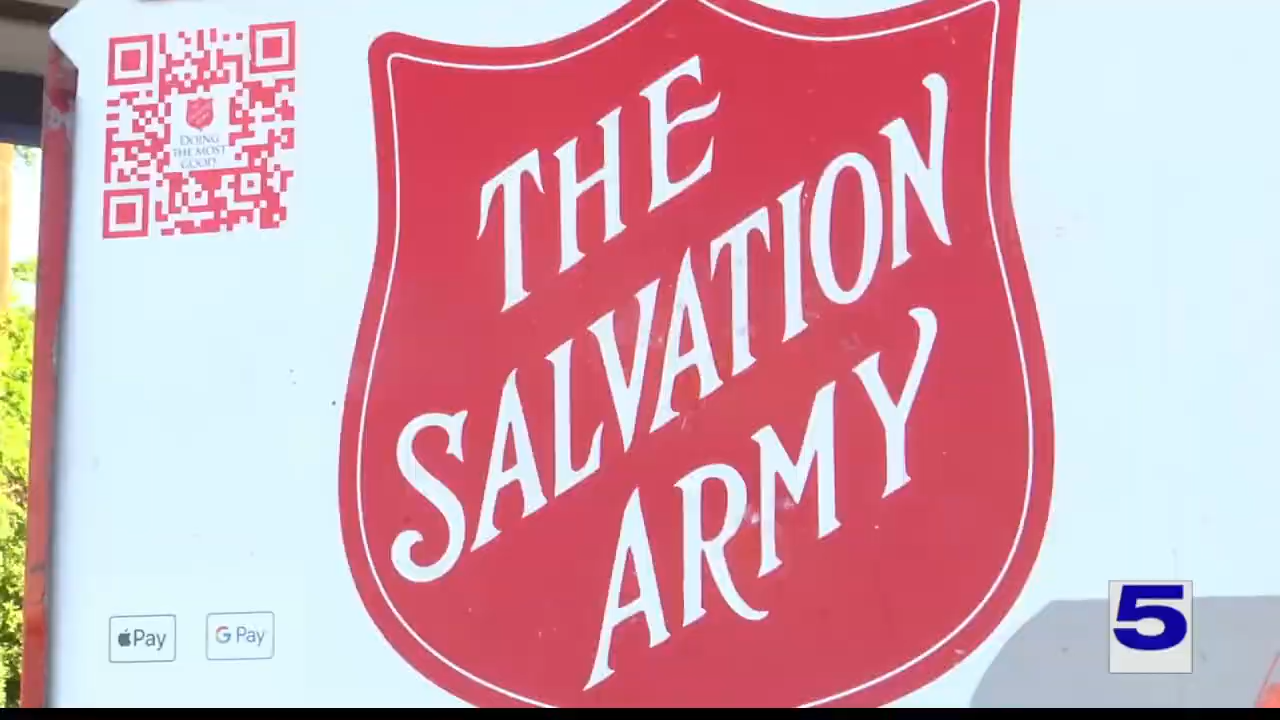 DOING
THE MOST
GOOD
THE
SALVATION
ARMY
Pay
G Pay
5